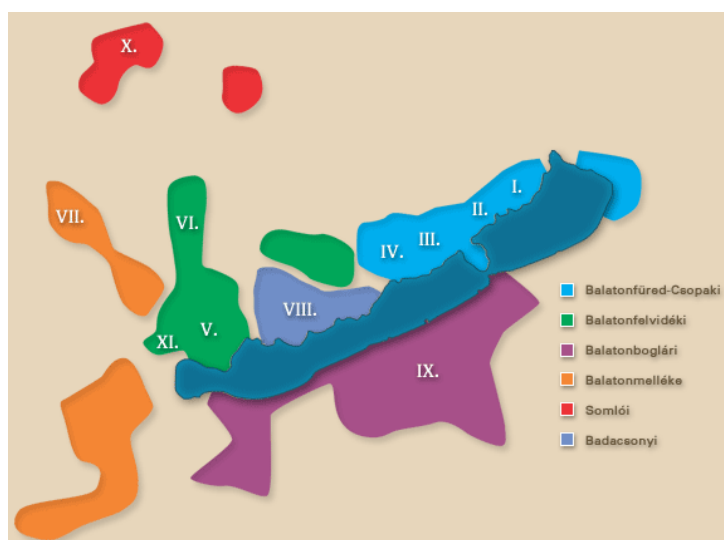 X.
I.
VII.
II.
VI.
III.
IV.
VIII.
V.
XI.
IX.
Balatonfüred-Csopaki
Balatonfelvidéki
Balatonboglári
Balatonmelléke
Somlói
Badacsonyi